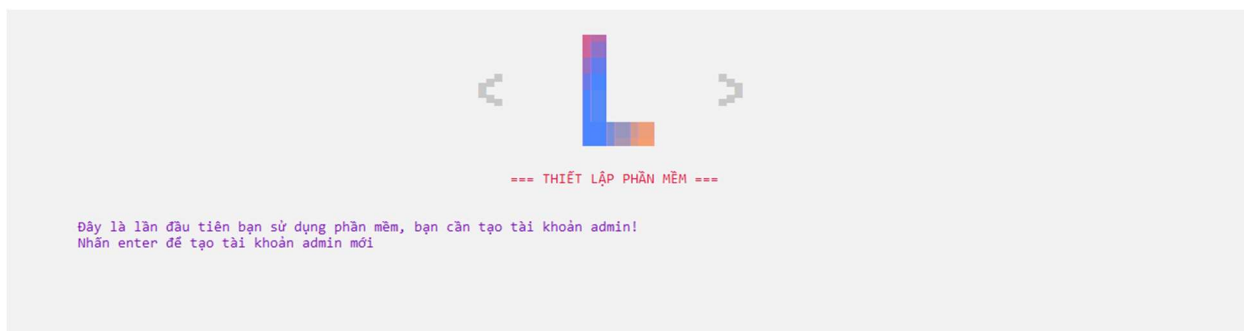 < L >
=== THIẾT LẬP PHẦN MỀM ===
Đây là lần đầu tiên bạn sử dụng phần mềm, bạn cần tạo tài khoản admin!
Nhấn enter để tạo tài khoản admin mới